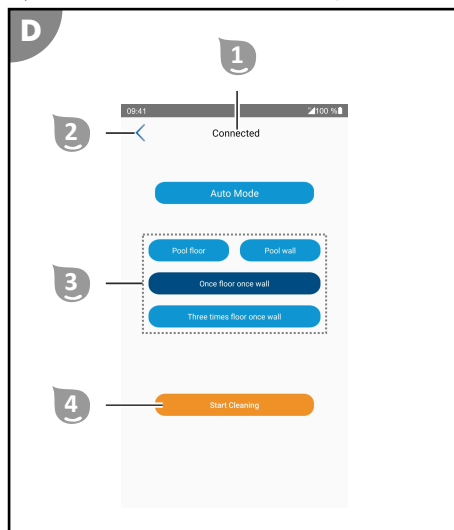 D
1
09:41
100 %
2
Connected
Auto Mode
Pool floor
Pool wall
3
Once floor once wall
Three times floor once wall
4
Start Cleaning